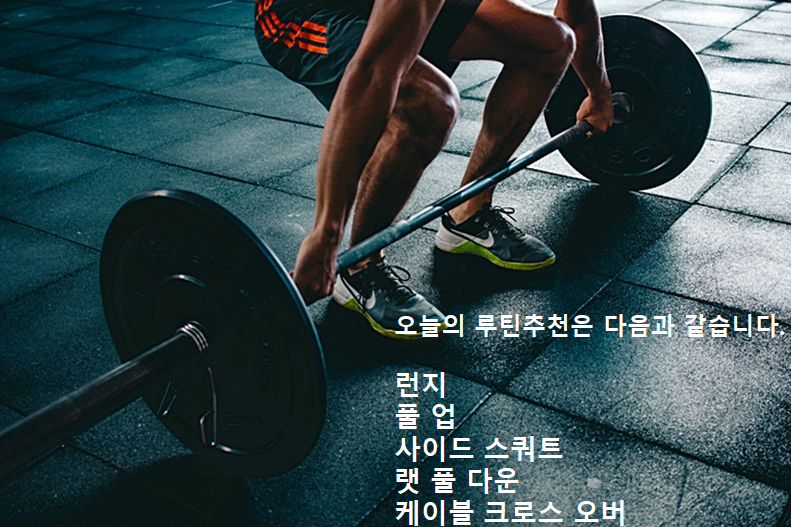 오늘의 루틴추천은 다음과 같습니다.
런지
풀 업
사이드 스쿼트
랫 풀 다운
케이블 크로스 오버